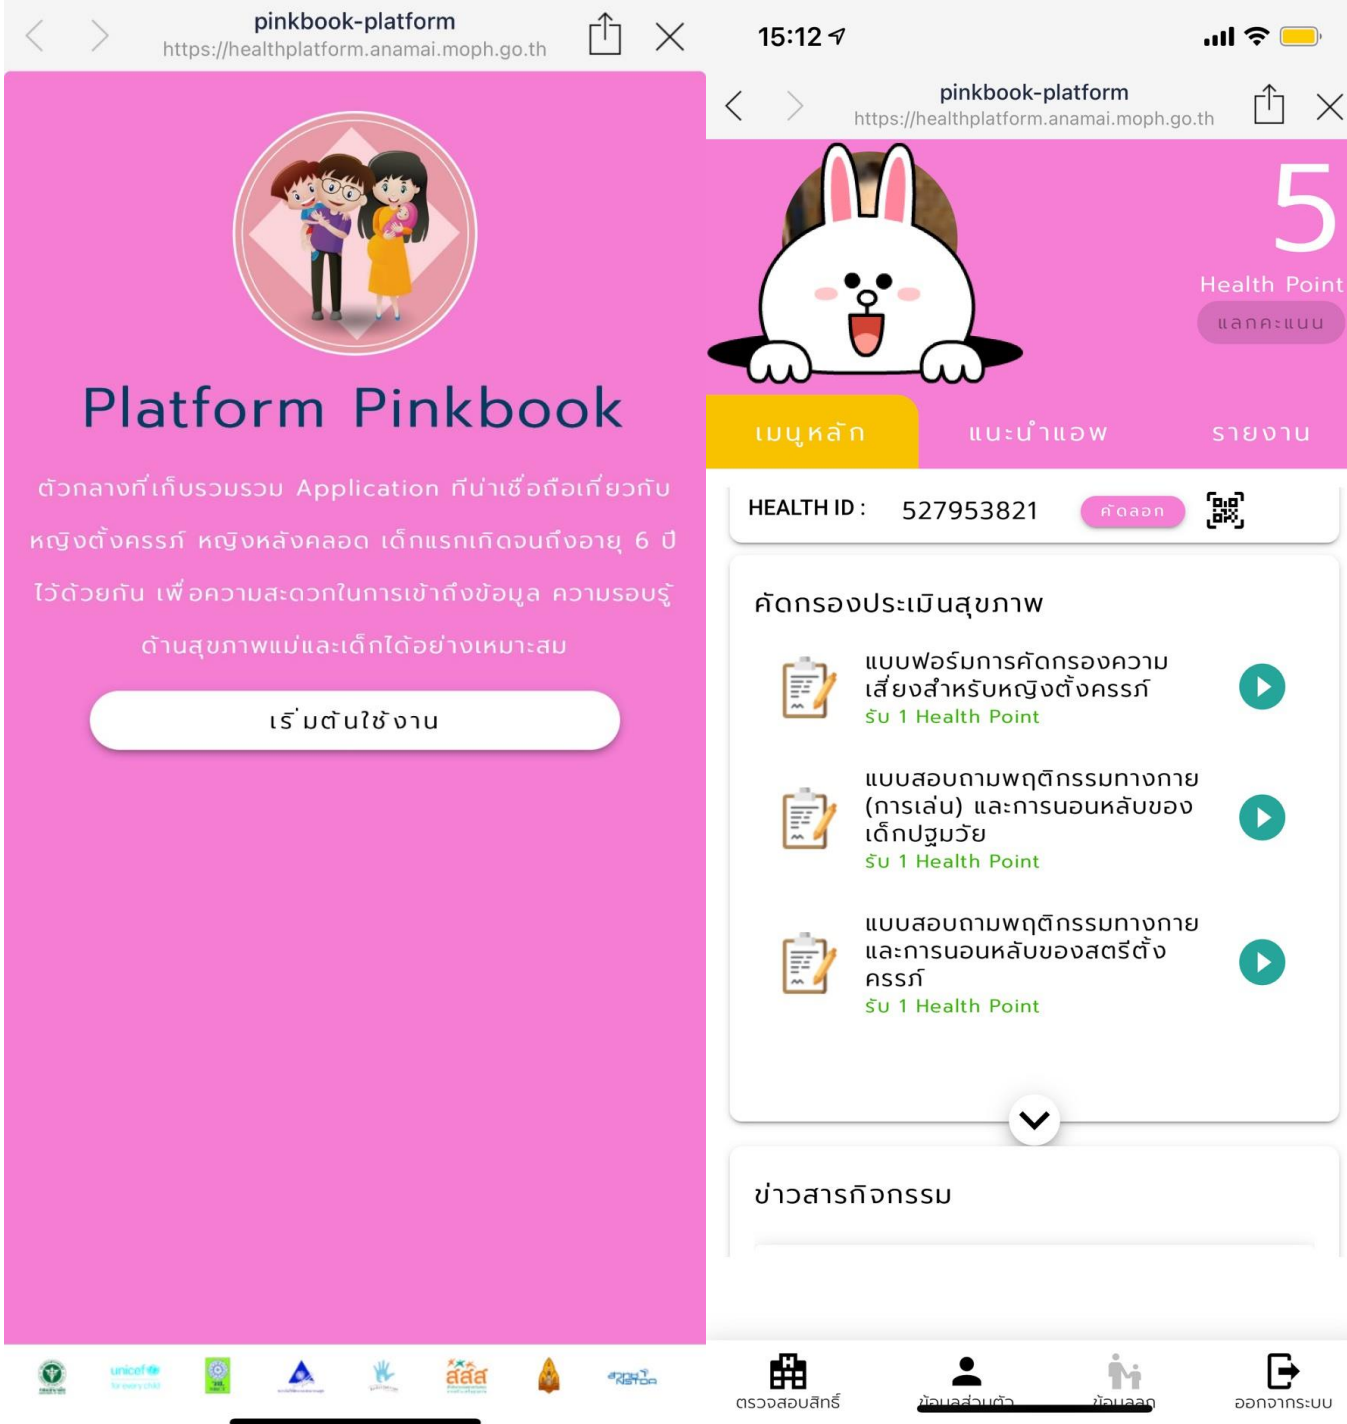 pinkbook-platform
https://healthplatform.anamai.moph.go.th
Platform Pinkbook
ตัวกลางที่เก็บรวมรวม Application ทีน่าเชื่อถือเกี่ยวกับ
หญิงตั้งครรภ์ หญิงหลังคลอด เด็กแรกเกิดจนถึงอายุ 6 ปี
ไว้ด้วยกัน เพื่อความสะดวกในการเข้าถึงข้อมูล ความรอบรู้
ด้านสุขภาพแม่และเด็กได้อย่างเหมาะสม
เริ่มต้นใช้งาน
unicef
for every child
สสส
NSTDA
15:12
pinkbook-platform
https://healthplatform.anamai.moph.go.th
5
Health Point
แลกคะแนน
เมนูหลัก
แนะนำแอพ
รายงาน
HEALTH ID : 527953821 คัดลอก
คัดกรองประเมินสุขภาพ
แบบฟอร์มการคัดกรองความ
เสี่ยงสำหรับหญิงตั้งครรภ์
รับ 1 Health Point
แบบสอบถามพฤติกรรมทางกาย
(การเล่น) และการนอนหลับของ
เด็กปฐมวัย
รับ 1 Health Point
แบบสอบถามพฤติกรรมทางกาย
และการนอนหลับของสตรีตั้ง
ครรภ์
รับ 1 Health Point
ข่าวสารกิจกรรม
ตรวจสอบสิทธิ์
ข้อมูลส่วนตัว
ข้อมูลลูก
ออกจากระบบ